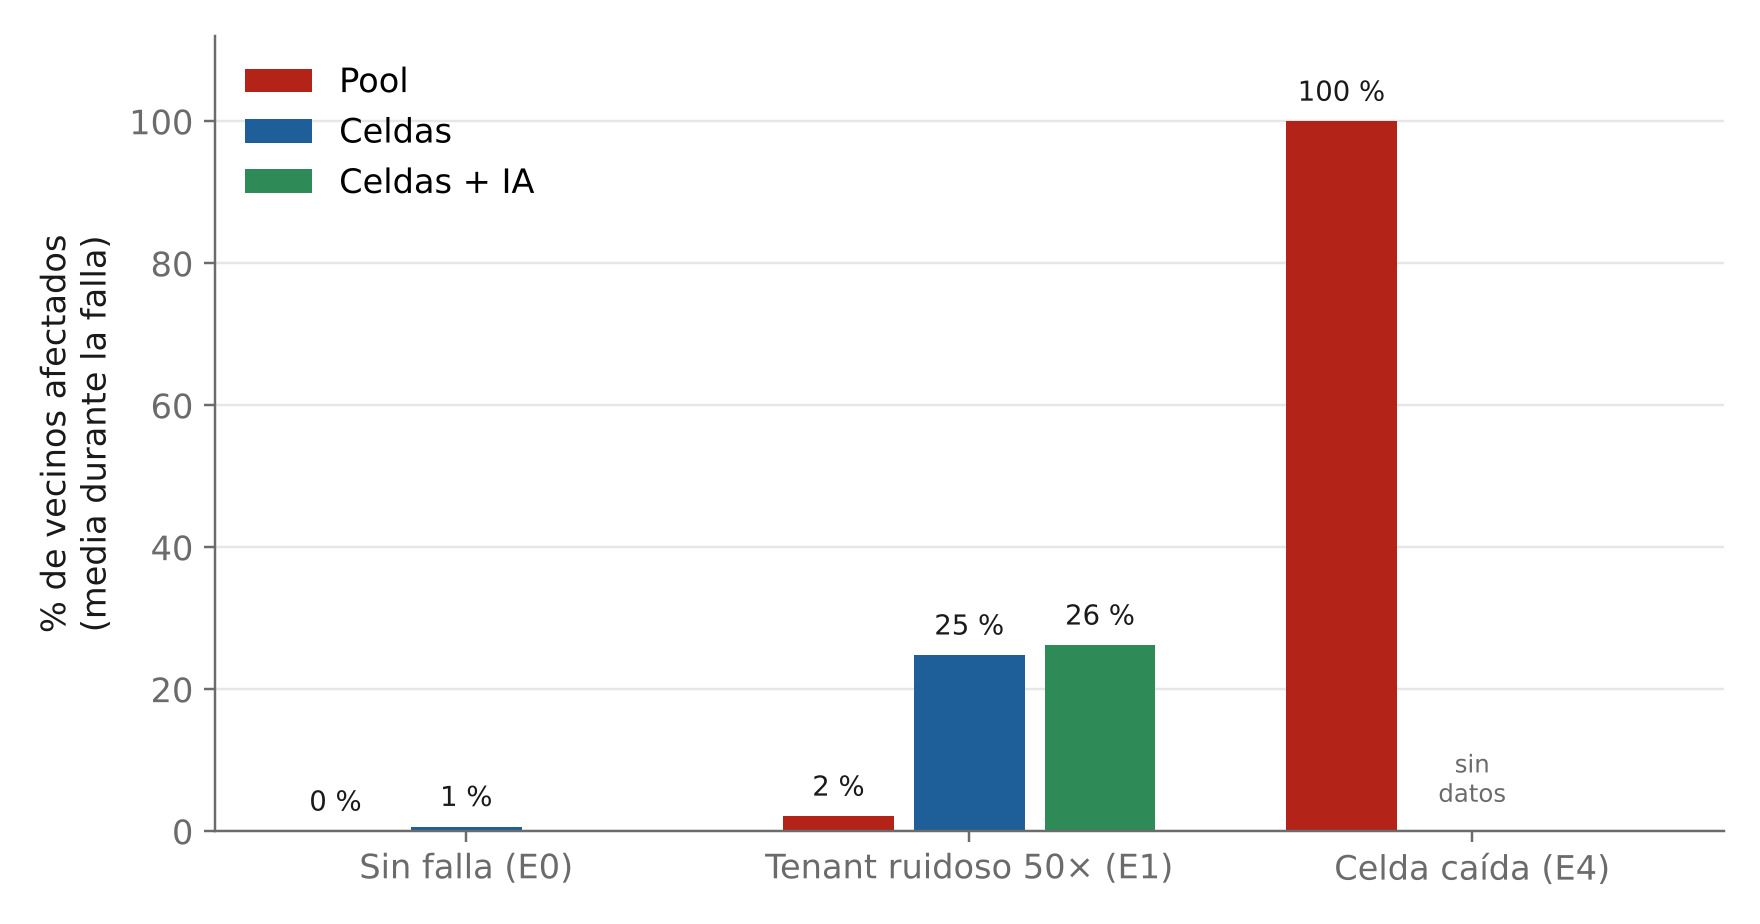 Pool
Celdas
Celdas + IA
% de vecinos afectados
(media durante la falla)
100
80
60
40
20
0
0 %
1 %
2 %
25 %
26 %
100 %
sin
datos
Sin falla (E0)
Tenant ruidoso 50× (E1)
Celda caída (E4)